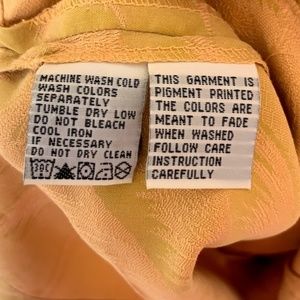 MACHINE WASH COLD
WASH COLORS
SEPARATELY
TUMBLE DRY LOW
DO NOT BLEACH
COOL IRON
IF NECESSARY
DO NOT DRY CLEAN
THIS GARMENT IS
PIGMENT PRINTED
THE COLORS ARE
MEANT TO FADE
WHEN WASHED
FOLLOW CARE
INSTRUCTION
CAREFULLY